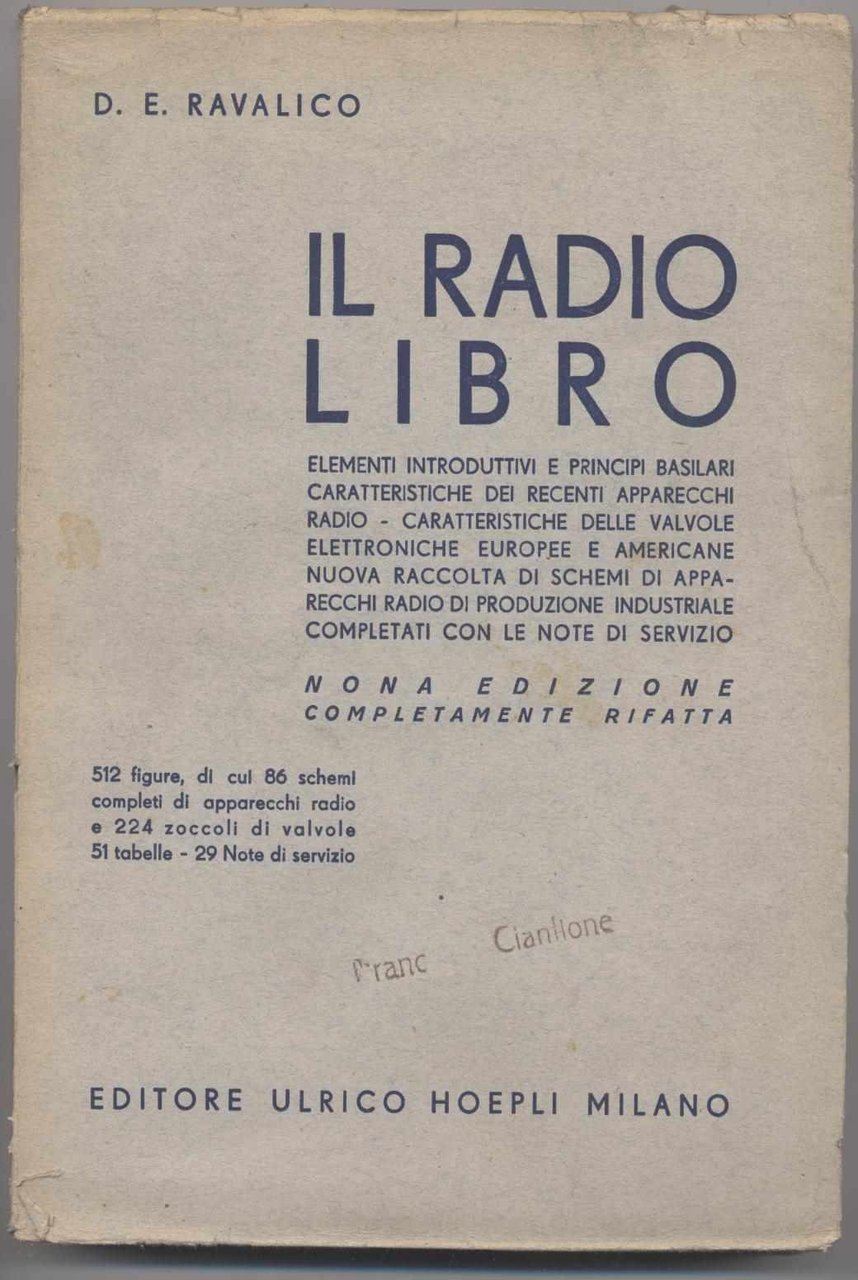 D. E. RAVALICO
IL RADIO
LIBRO
ELEMENTI INTRODUTTIVI E PRINCIPI BASILARI
CARATTERISTICHE DEI RECENTI APPARECCHI
RADIO - CARATTERISTICHE DELLE VALVOLE
ELETTRONICHE EUROPEE E AMERICANE
NUOVA RACCOLTA DI SCHEMI DI APPA-
RECCHI RADIO DI PRODUZIONE INDUSTRIALE
COMPLETATI CON LE NOTE DI SERVIZIO
NONA EDIZIONE
COMPLETAMENTE RIFATTA
512 figure, di cui 86 schemi
completi di apparecchi radio
e 224 zoccoli di valvole
51 tabelle - 29 Note di servizio
EDITORE ULRICO HOEPLI MILANO